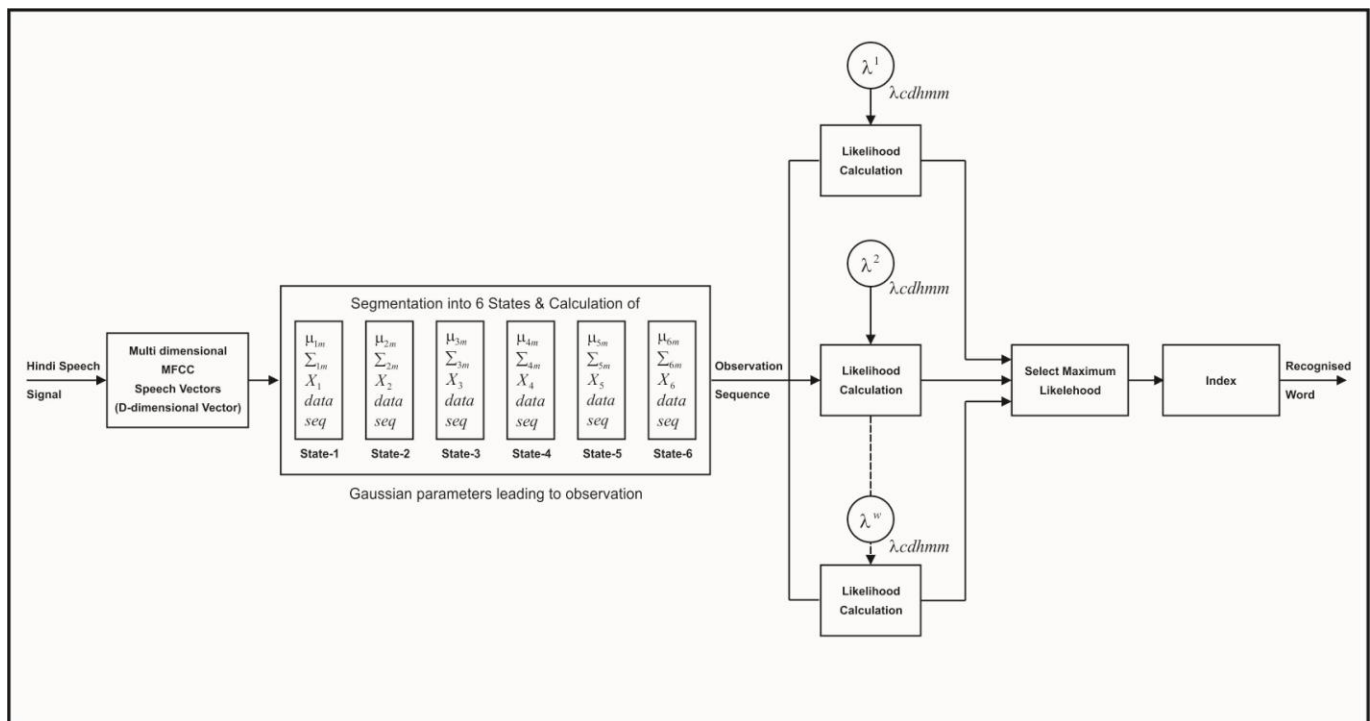 Hindi Speech
Signal
Multi dimensional
MFCC
Speech Vectors
(D-dimensional Vector)
Segmentation into 6 States & Calculation of
μ1m
∑1m
X1
data
seq
State-1
μ2m
∑2m
X2
data
seq
State-2
μ3m
∑3m
X3
data
seq
State-3
μ4m
∑4m
X4
data
seq
State-4
μ5m
∑5m
X5
data
seq
State-5
μ6m
∑6m
X6
data
seq
State-6
Gaussian parameters leading to observation
Observation
Sequence
λ1
λcdhmm
Likelihood
Calculation
λ2
λcdhmm
Likelihood
Calculation
λw
λcdhmm
Likelihood
Calculation
Select Maximum
Likelehood
Index
Recognised
Word